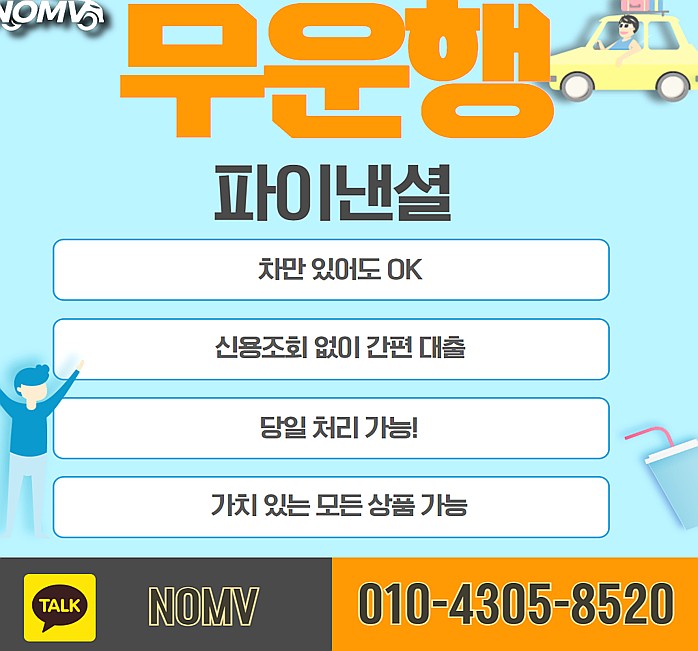 NOMV
무운행
파이낸셜
차만 있어도 OK
신용조회 없이 간편 대출
당일 처리 가능!
가치 있는 모든 상품 가능
TALK
NOMV
010-4305-8520